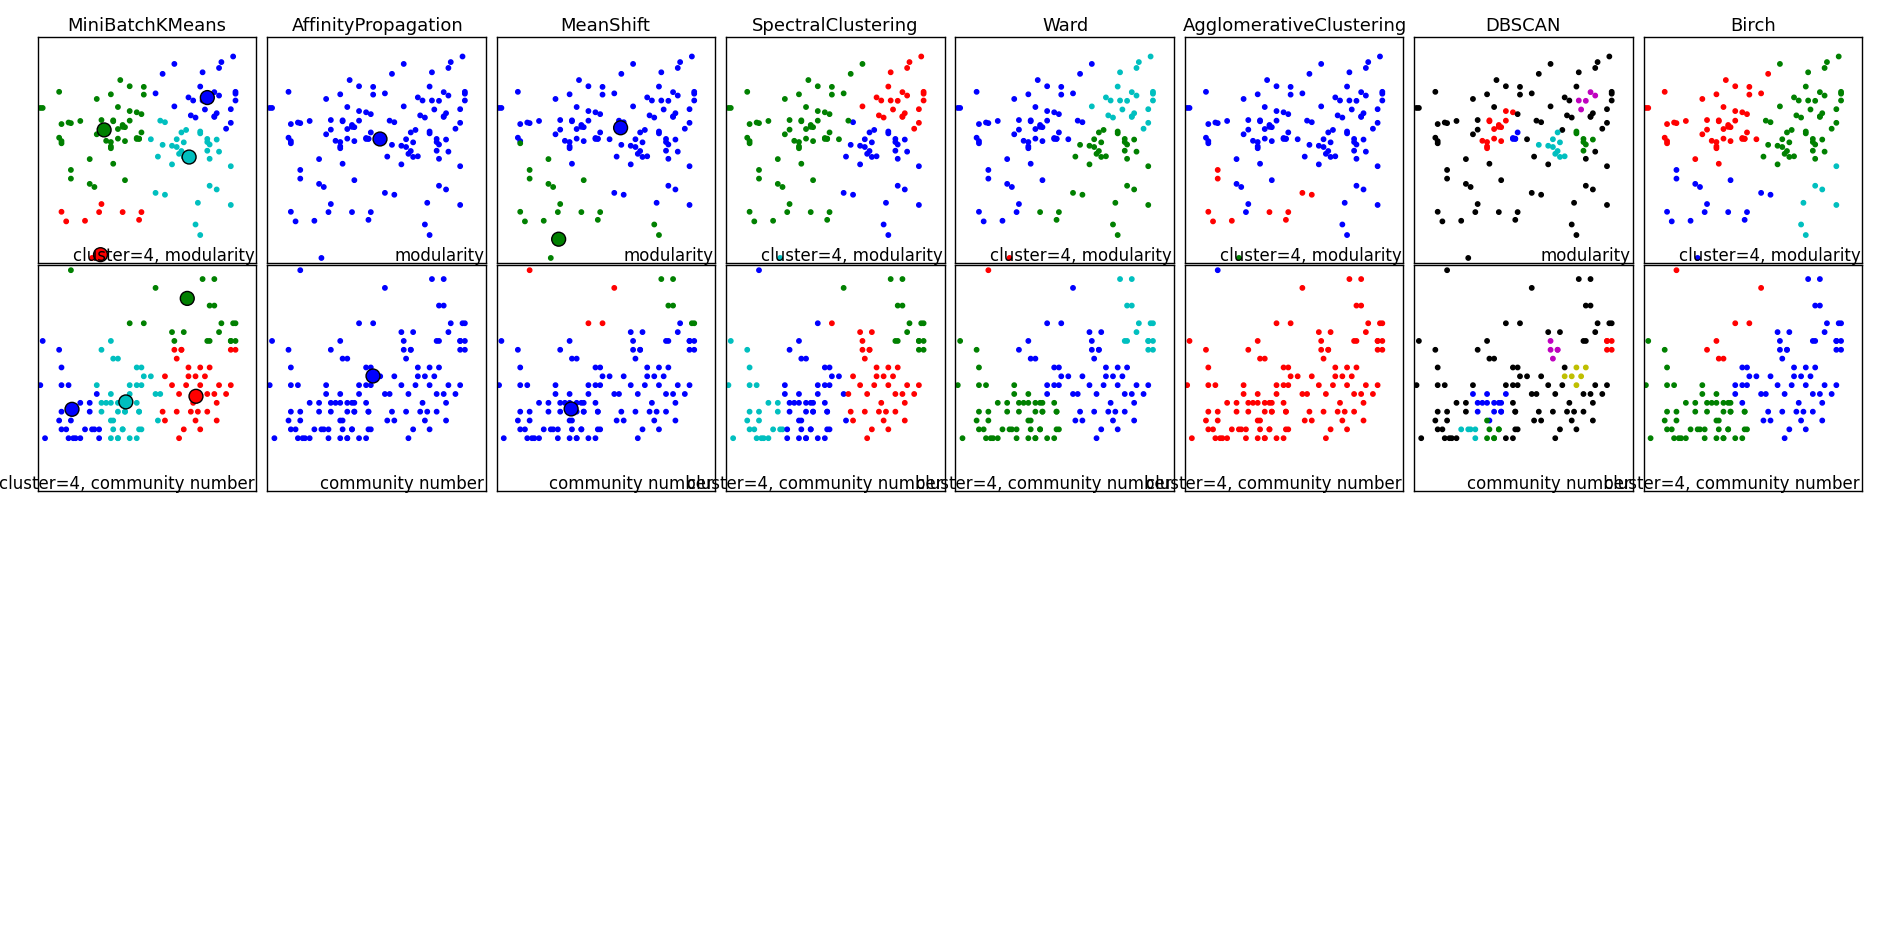 MiniBatchKMeans
AffinityPropagation
MeanShift
SpectralClustering
Ward
AgglomerativeClustering
DBSCAN
Birch
cluster=4, modularity
modularity
modularity
cluster=4, modularity
cluster=4, modularity
cluster=4, modularity
modularity
cluster=4, modularity
cluster=4, community number
community number
community number
cluster=4, community number
cluster=4, community number
cluster=4, community number
community number
cluster=4, community number